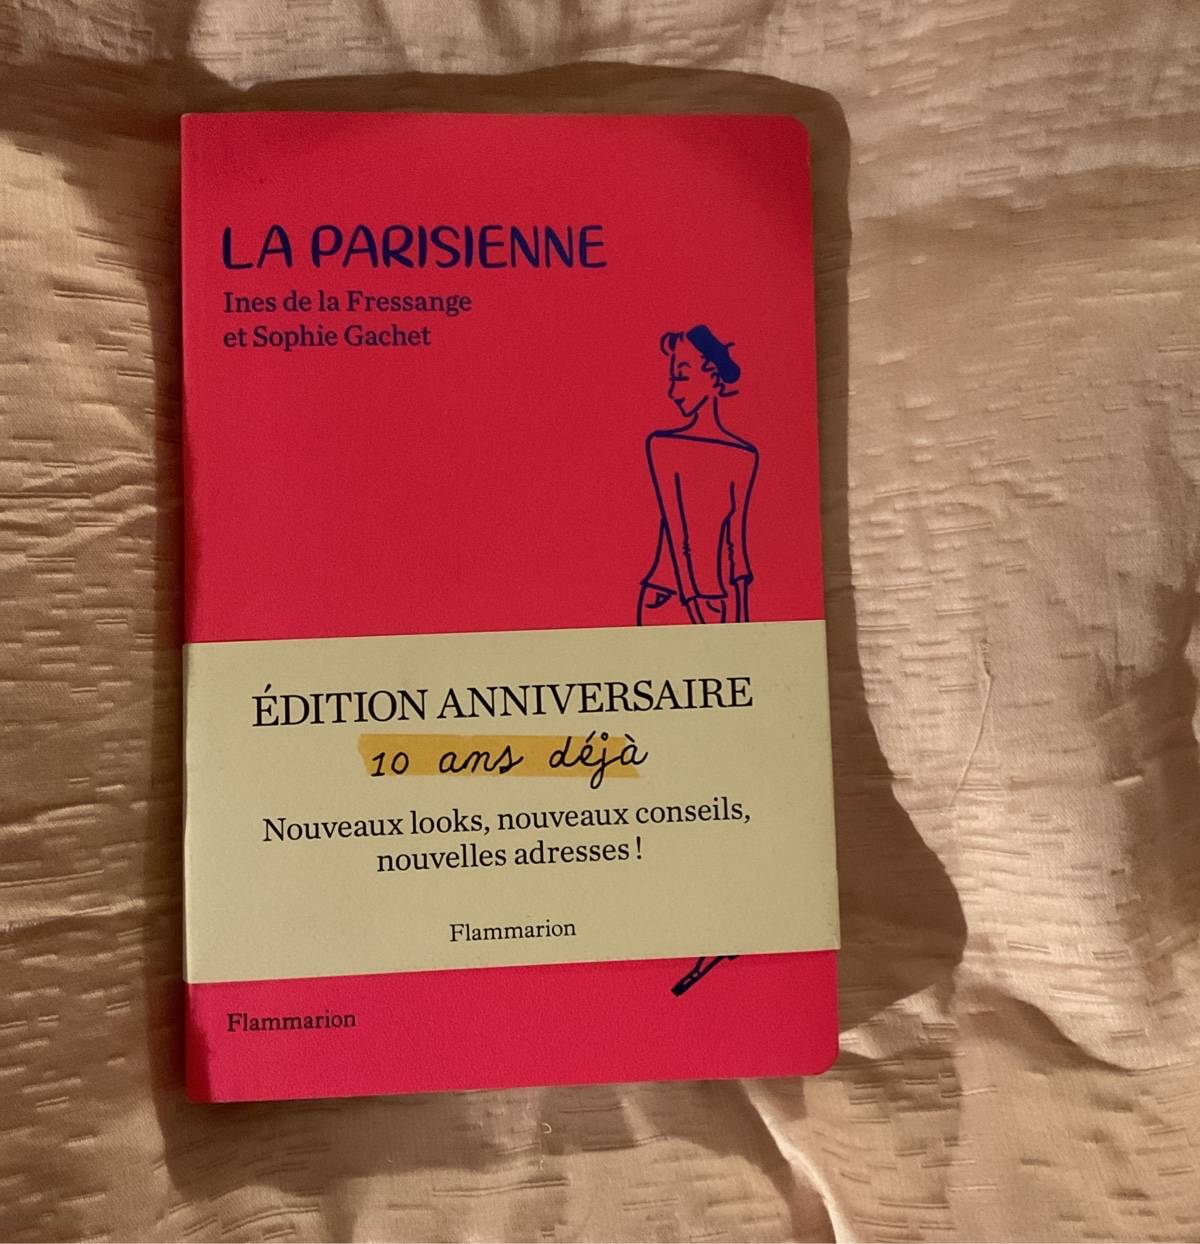 LA PARISIENNE
Ines de la Fressange
et Sophie Gachet
ÉDITION ANNIVERSAIRE
10 ans déjà
Nouveaux looks, nouveaux conseils,
nouvelles adresses !
Flammarion
Flammarion